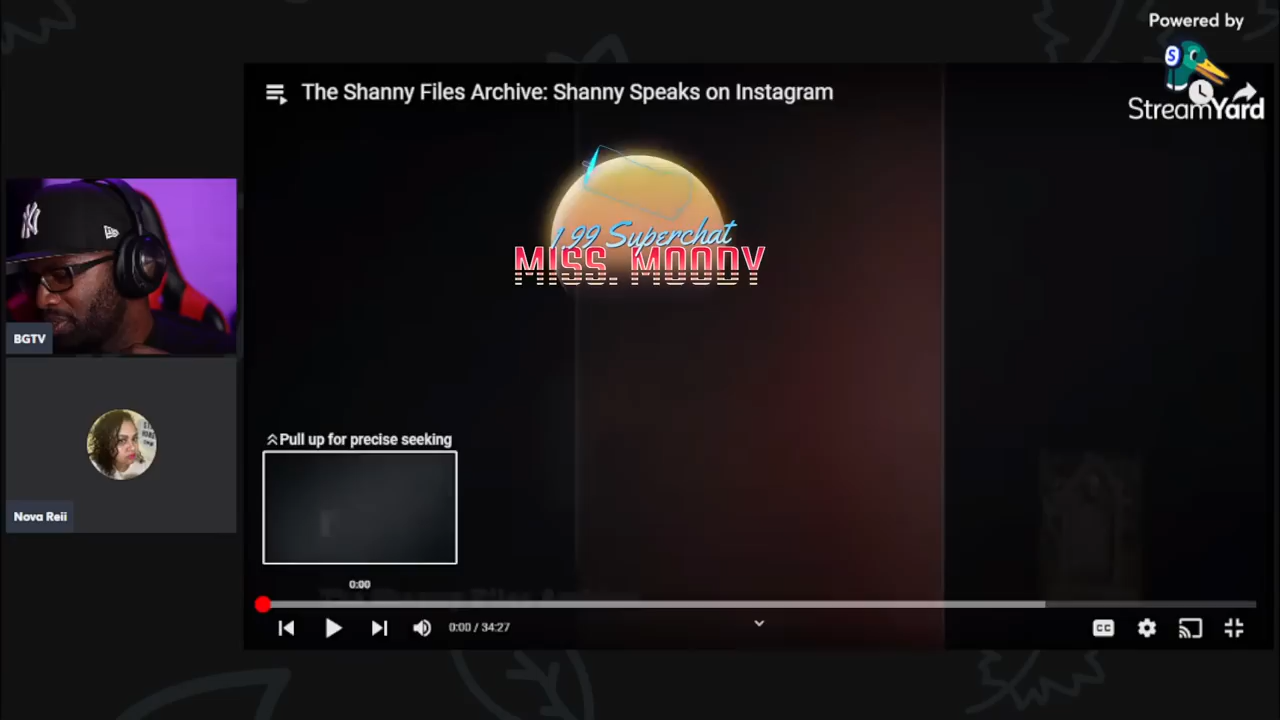 Powered by
StreamYard
The Shanny Files Archive: Shanny Speaks on Instagram
1.99 Superchat
MISS. MOODY
BGTV
Nova Reii
Pull up for precise seeking
0:00
0:00 / 34:27
CC